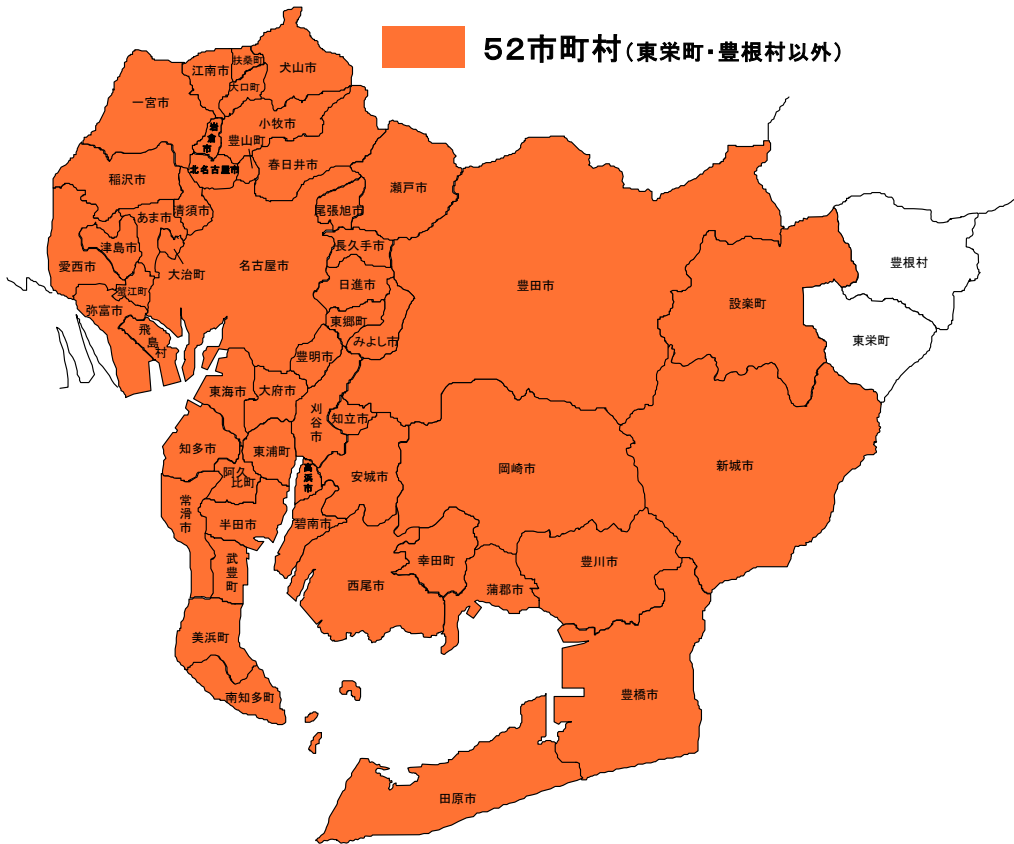 52市町村(東栄町・豊根村以外)
扶桑町
犬山市
江南市
大口町
一宮市
岩倉市
小牧市
豊山町
春日井市
北名古屋市
稲沢市
瀬戸市
清須市
あま市
尾張旭市
津島市
長久手市
愛西市
大治町
名古屋市
豊根村
日進市
豊田市
蟹江町
設楽町
弥富市
飛島村
東郷町
みよし市
東栄町
豊明市
東海市
大府市
刈谷市
知立市
知多市
東浦町
阿久比町
高浜市
安城市
岡崎市
新城市
常滑市
半田市
碧南市
武豊町
西尾市
幸田町
蒲郡市
豊川市
美浜町
南知多町
豊橋市
田原市